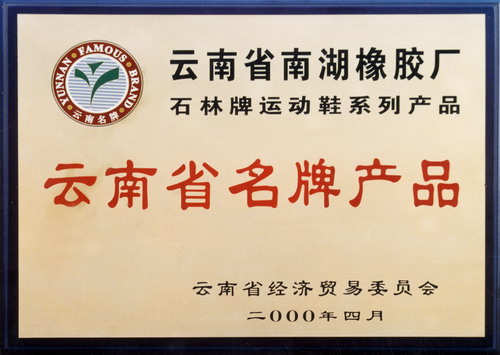 YUNNAN FAMOUS BRAND
云南名牌
云南省南湖橡胶厂
石林牌运动鞋系列产品
云南省名牌产品
云南省经济贸易委员会
二000年四月